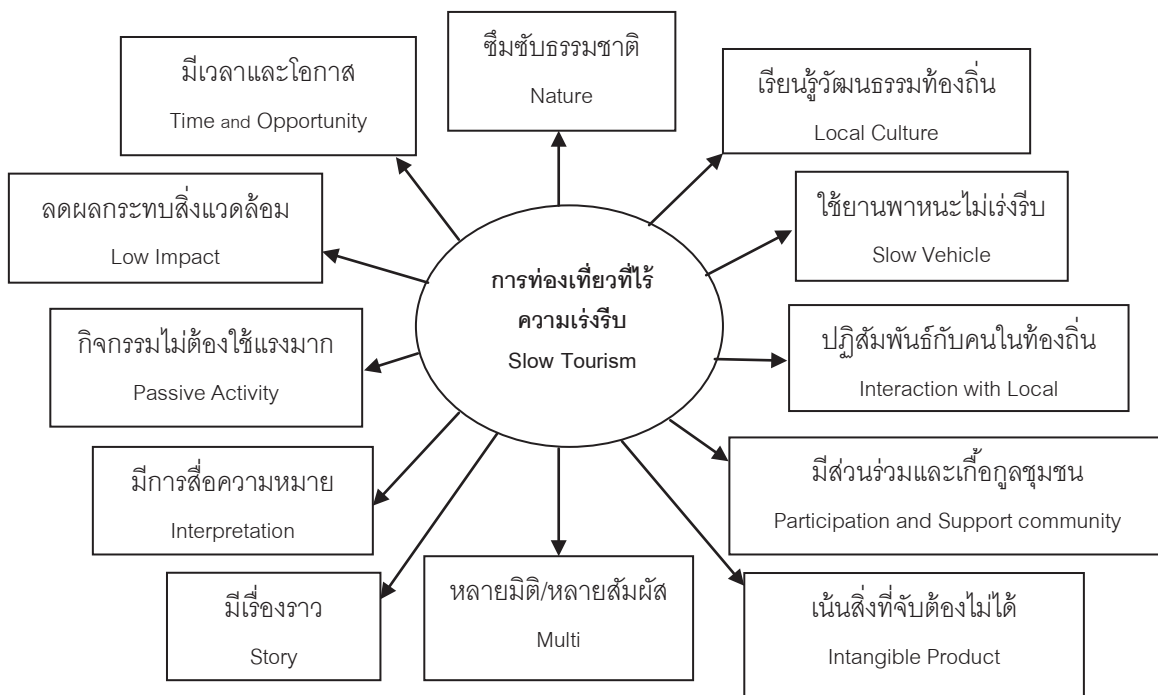 ซึมซับธรรมชาติ
Nature
มีเวลาและโอกาส
Time and Opportunity
เรียนรู้วัฒนธรรมท้องถิ่น
Local Culture
ลดผลกระทบสิ่งแวดล้อม
Low Impact
ใช้ยานพาหนะไม่เร่งรีบ
Slow Vehicle
การท่องเที่ยวที่ไร้
ความเร่งรีบ
Slow Tourism
กิจกรรมไม่ต้องใช้แรงมาก
Passive Activity
ปฏิสัมพันธ์กับคนในท้องถิ่น
Interaction with Local
มีการสื่อความหมาย
Interpretation
มีส่วนร่วมและเกื้อกูลชุมชน
Participation and Support community
มีเรื่องราว
Story
หลายมิติ/หลายสัมผัส
Multi
เน้นสิ่งที่จับต้องไม่ได้
Intangible Product